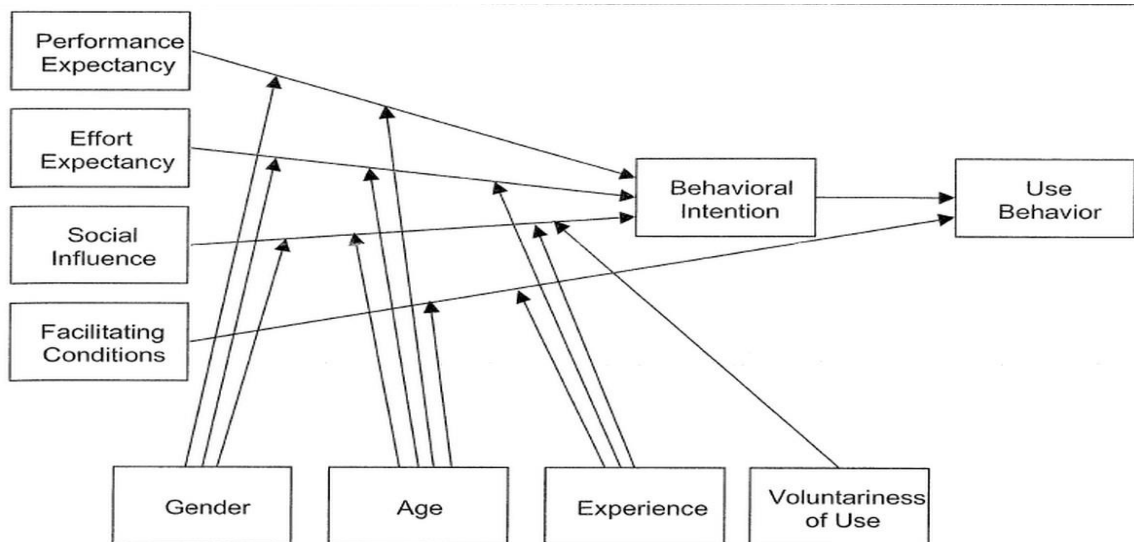 Performance
Expectancy
Effort
Expectancy
Social
Influence
Facilitating
Conditions
Behavioral
Intention
Use
Behavior
Gender
Age
Experience
Voluntariness
of Use